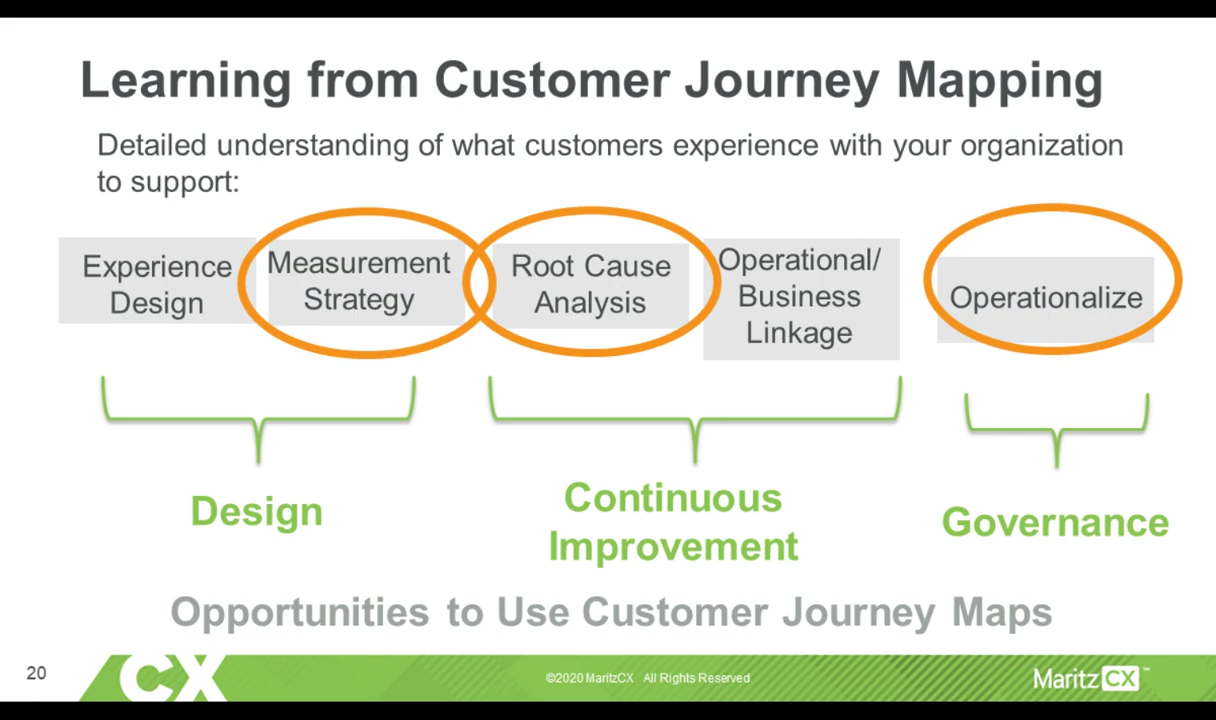 Learning from Customer Journey Mapping
Detailed understanding of what customers experience with your organization
to support:
Experience
Design
Measurement
Strategy
Root Cause
Analysis
Operational/
Business
Linkage
Operationalize
Design
Continuous
Improvement
Governance
Opportunities to Use Customer Journey Maps
20
CX
©2020 MaritzCX All Rights Reserved
MaritzCX™